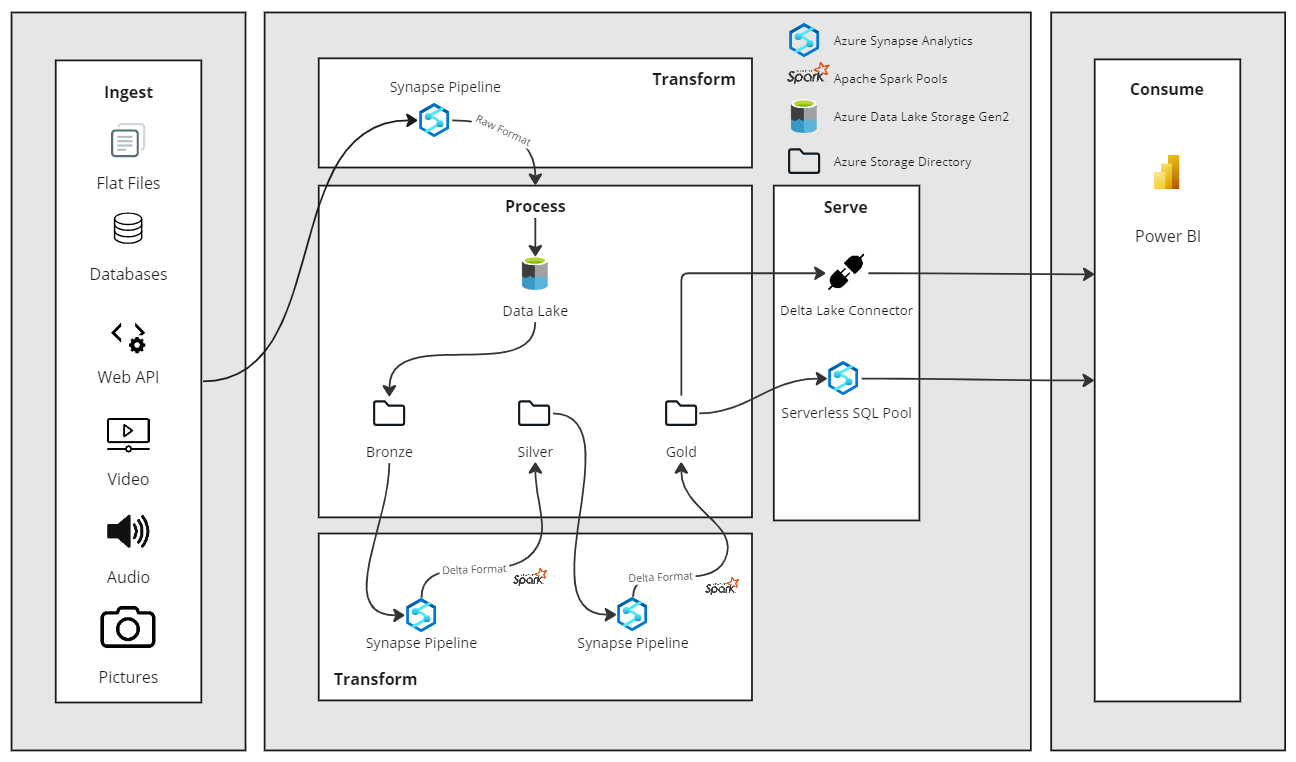 Ingest
Flat Files
Databases
Web API
Video
Audio
Pictures
Synapse Pipeline
Transform
Raw Format
Process
Data Lake
Bronze
Silver
Gold
Delta Format
Spark
Delta Format
Spark
Synapse Pipeline
Synapse Pipeline
Transform
Azure Synapse Analytics
Spark
Apache Spark Pools
Azure Data Lake Storage Gen2
Azure Storage Directory
Serve
Delta Lake Connector
Serverless SQL Pool
Consume
Power BI